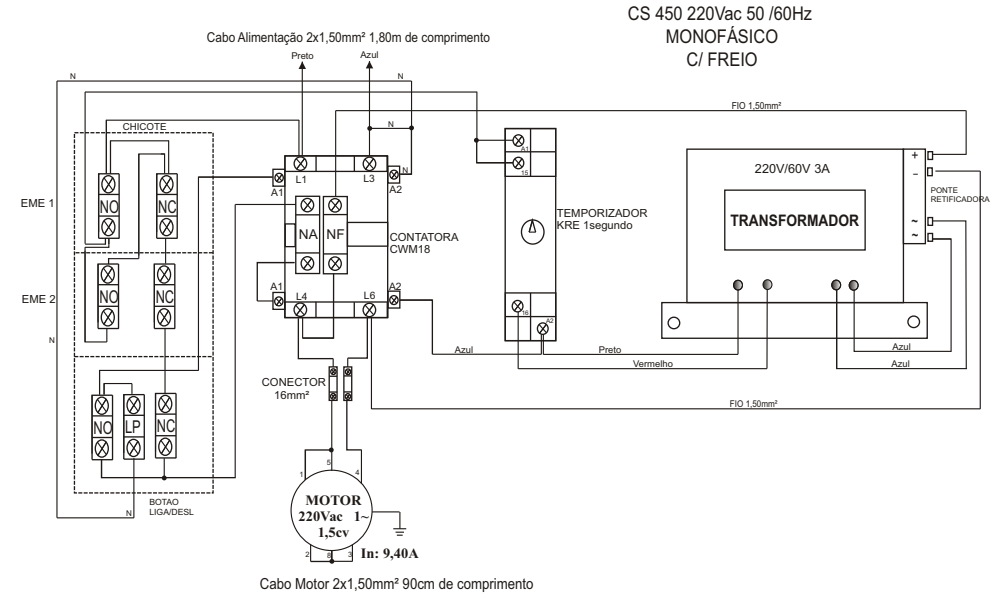 CS 450 220Vac 50 /60Hz
MONOFÁSICO
C/ FREIO
Cabo Alimentação 2x1,50mm² 1,80m de comprimento
Preto
Azul
N
N
N
N
FIO 1,50mm²
CHICOTE
L1
L3
A1
A2
A1
15
EME 1
NO
NC
NA
NF
CONTATORA
CWM18
TEMPORIZADOR
KRE 1segundo
220V/60V 3A
TRANSFORMADOR
+
-
~
~
PONTE
RETIFICADORA
EME 2
NO
NC
A1
A2
L4
L6
16
A2
N
Azul
Preto
Vermelho
Azul
Azul
CONECTOR
16mm²
FIO 1,50mm²
NO
LP
NC
BOTAO
LIGA/DESL
N
1
5
4
MOTOR
220Vac 1~
1,5cv
2
8
3
In: 9,40A
Cabo Motor 2x1,50mm² 90cm de comprimento